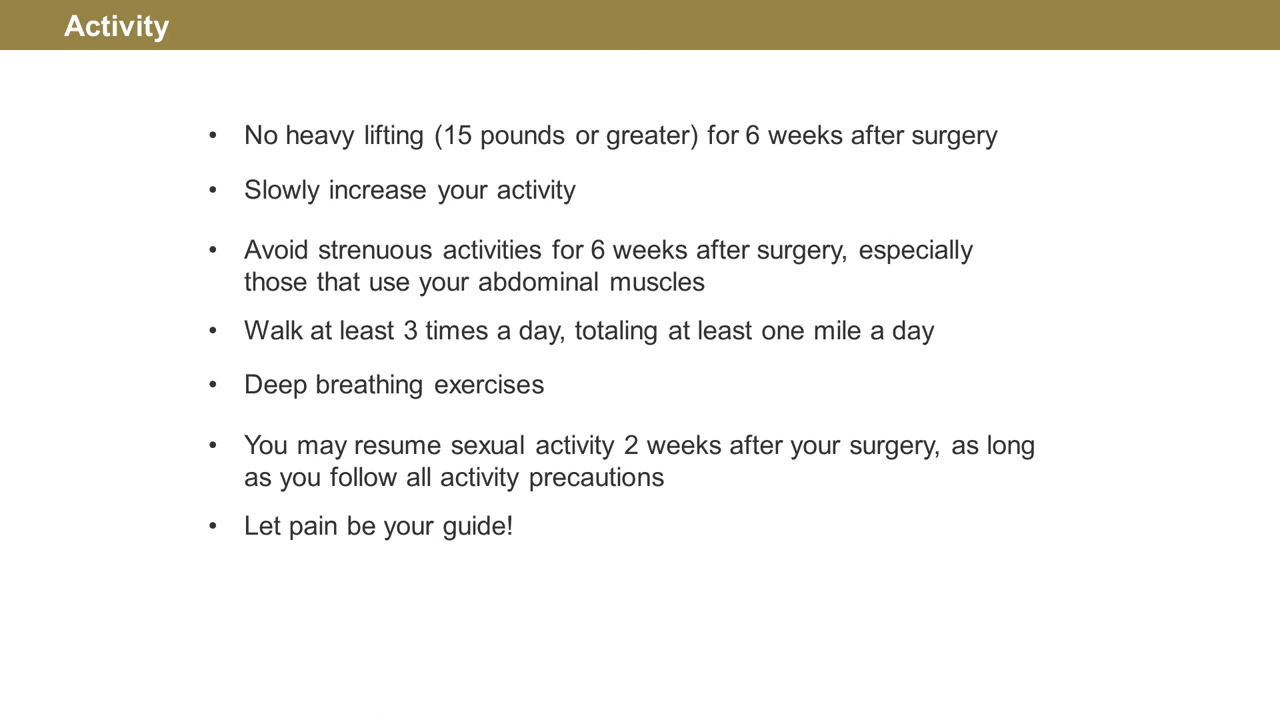 Activity
• No heavy lifting (15 pounds or greater) for 6 weeks after surgery
• Slowly increase your activity
• Avoid strenuous activities for 6 weeks after surgery, especially
those that use your abdominal muscles
• Walk at least 3 times a day, totaling at least one mile a day
• Deep breathing exercises
• You may resume sexual activity 2 weeks after your surgery, as long
as you follow all activity precautions
• Let pain be your guide!